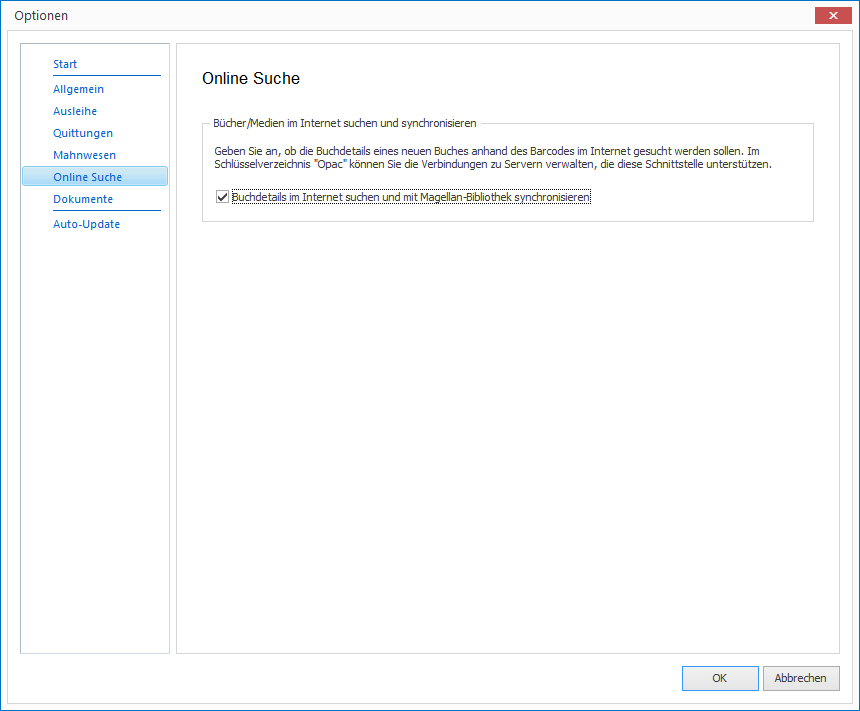 Optionen
Start
Allgemein
Ausleihe
Quittungen
Mahnwesen
Online Suche
Dokumente
Auto-Update
Online Suche
Bücher/Medien im Internet suchen und synchronisieren
Geben Sie an, ob die Buchdetails eines neuen Buches anhand des Barcodes im Internet gesucht werden sollen. Im
Schlüsselverzeichnis "Opac" können Sie die Verbindungen zu Servern verwalten, die diese Schnittstelle unterstützen.
Buchdetails im Internet suchen und mit Magellan-Bibliothek synchronisieren
OK
Abbrechen